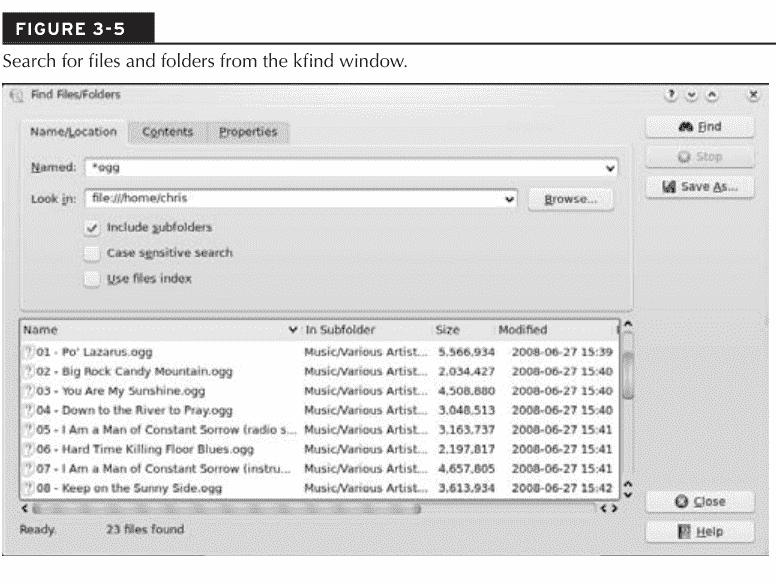 FIGURE 3-5
Search for files and folders from the kfind window.
Find Files/Folders
Name/Location Contents Properties
Named: *ogg
Look in: file:///home/chris Browse...
Include subfolders
Case sensitive search
Use files index
Find
Stop
Save As...
Name In Subfolder Size Modified
01 - Po' Lazarus.ogg Music/Various Artist... 5,566,934 2008-06-27 15:39
02 - Big Rock Candy Mountain.ogg Music/Various Artist... 2,034,427 2008-06-27 15:40
03 - You Are My Sunshine.ogg Music/Various Artist... 4,508,880 2008-06-27 15:40
04 - Down to the River to Pray.ogg Music/Various Artist... 3,048,513 2008-06-27 15:40
05 - I Am a Man of Constant Sorrow (radio s... Music/Various Artist... 3,163,737 2008-06-27 15:41
06 - Hard Time Killing Floor Blues.ogg Music/Various Artist... 2,197,817 2008-06-27 15:41
07 - I Am a Man of Constant Sorrow (instru... Music/Various Artist... 4,657,805 2008-06-27 15:41
08 - Keep on the Sunny Side.ogg Music/Various Artist... 3,613,934 2008-06-27 15:42
Ready. 23 files found
Close
Help